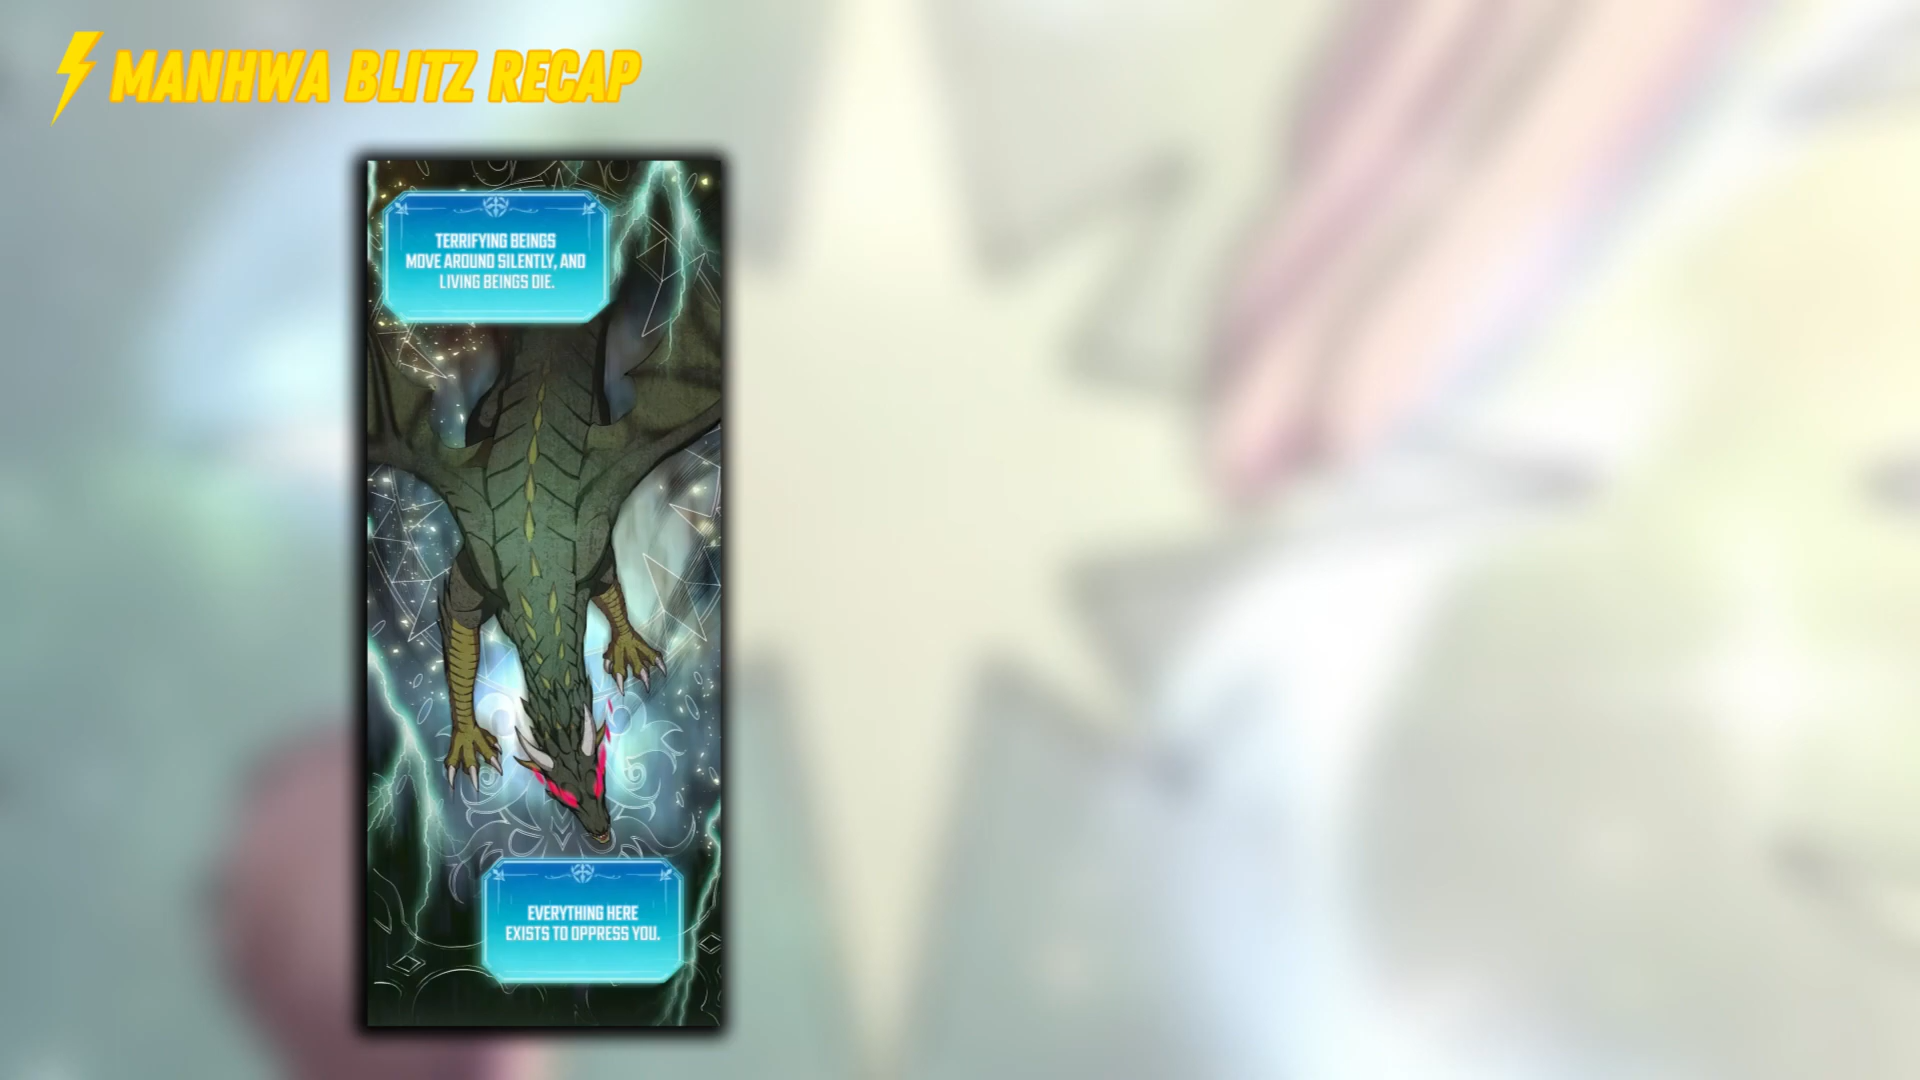 MANHWA BLITZ RECAP
TERRIFYING BEINGS
MOVE AROUND SILENTLY, AND
LIVING BEINGS DIE.
EVERYTHING HERE
EXISTS TO OPPRESS YOU.